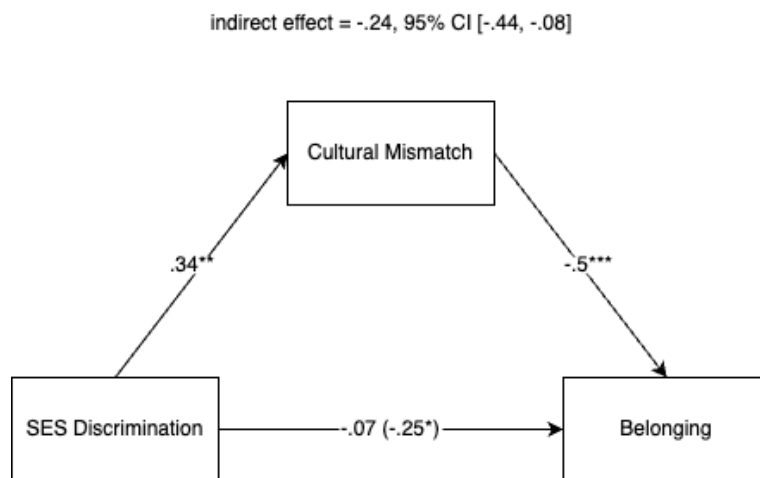 indirect effect = -.24, 95% CI [-.44, -.08]
Cultural Mismatch
.34**
-.5***
SES Discrimination
-.07 (-.25*)
Belonging